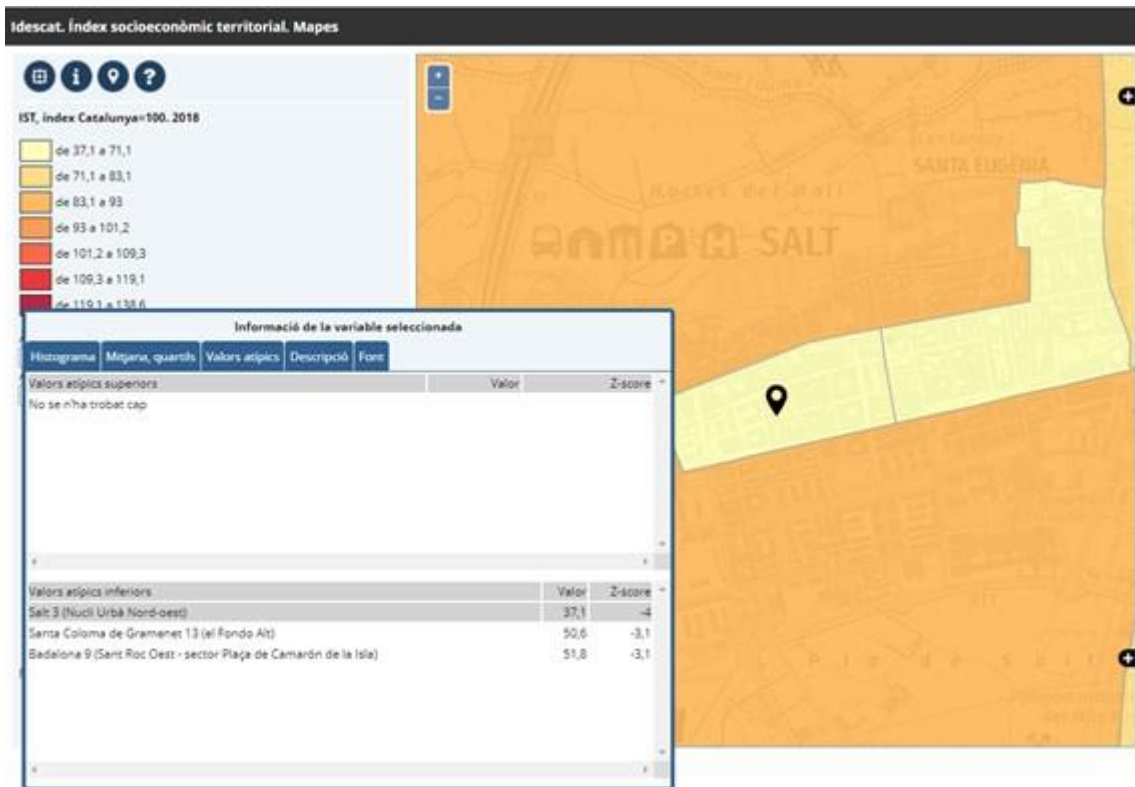 Idescat. Índex socioeconòmic territorial. Mapes
IST, índex Catalunya=100. 2018
de 37,1 a 71,1
de 71,1 a 83,1
de 83,1 a 93
de 93 a 101,2
de 101,2 a 109,3
de 109,3 a 119,1
de 119,1 a 138,6
Informació de la variable seleccionada
Histograma Mitjana, quartils Valors atípics Descripció Font
Valors atípics superiors Valor Z-score
No se n'ha trobat cap
Valors atípics inferiors Valor Z-score
Salt 3 (Nucli Urbà Nord-oest) 37,1 -4
Santa Coloma de Gramenet 13 (el Fondo Alt) 50,6 -3,1
Badalona 9 (Sant Roc Oest - sector Plaça de Camarón de la Isla) 51,8 -3,1
SANTA EUGÈNIA
SALT